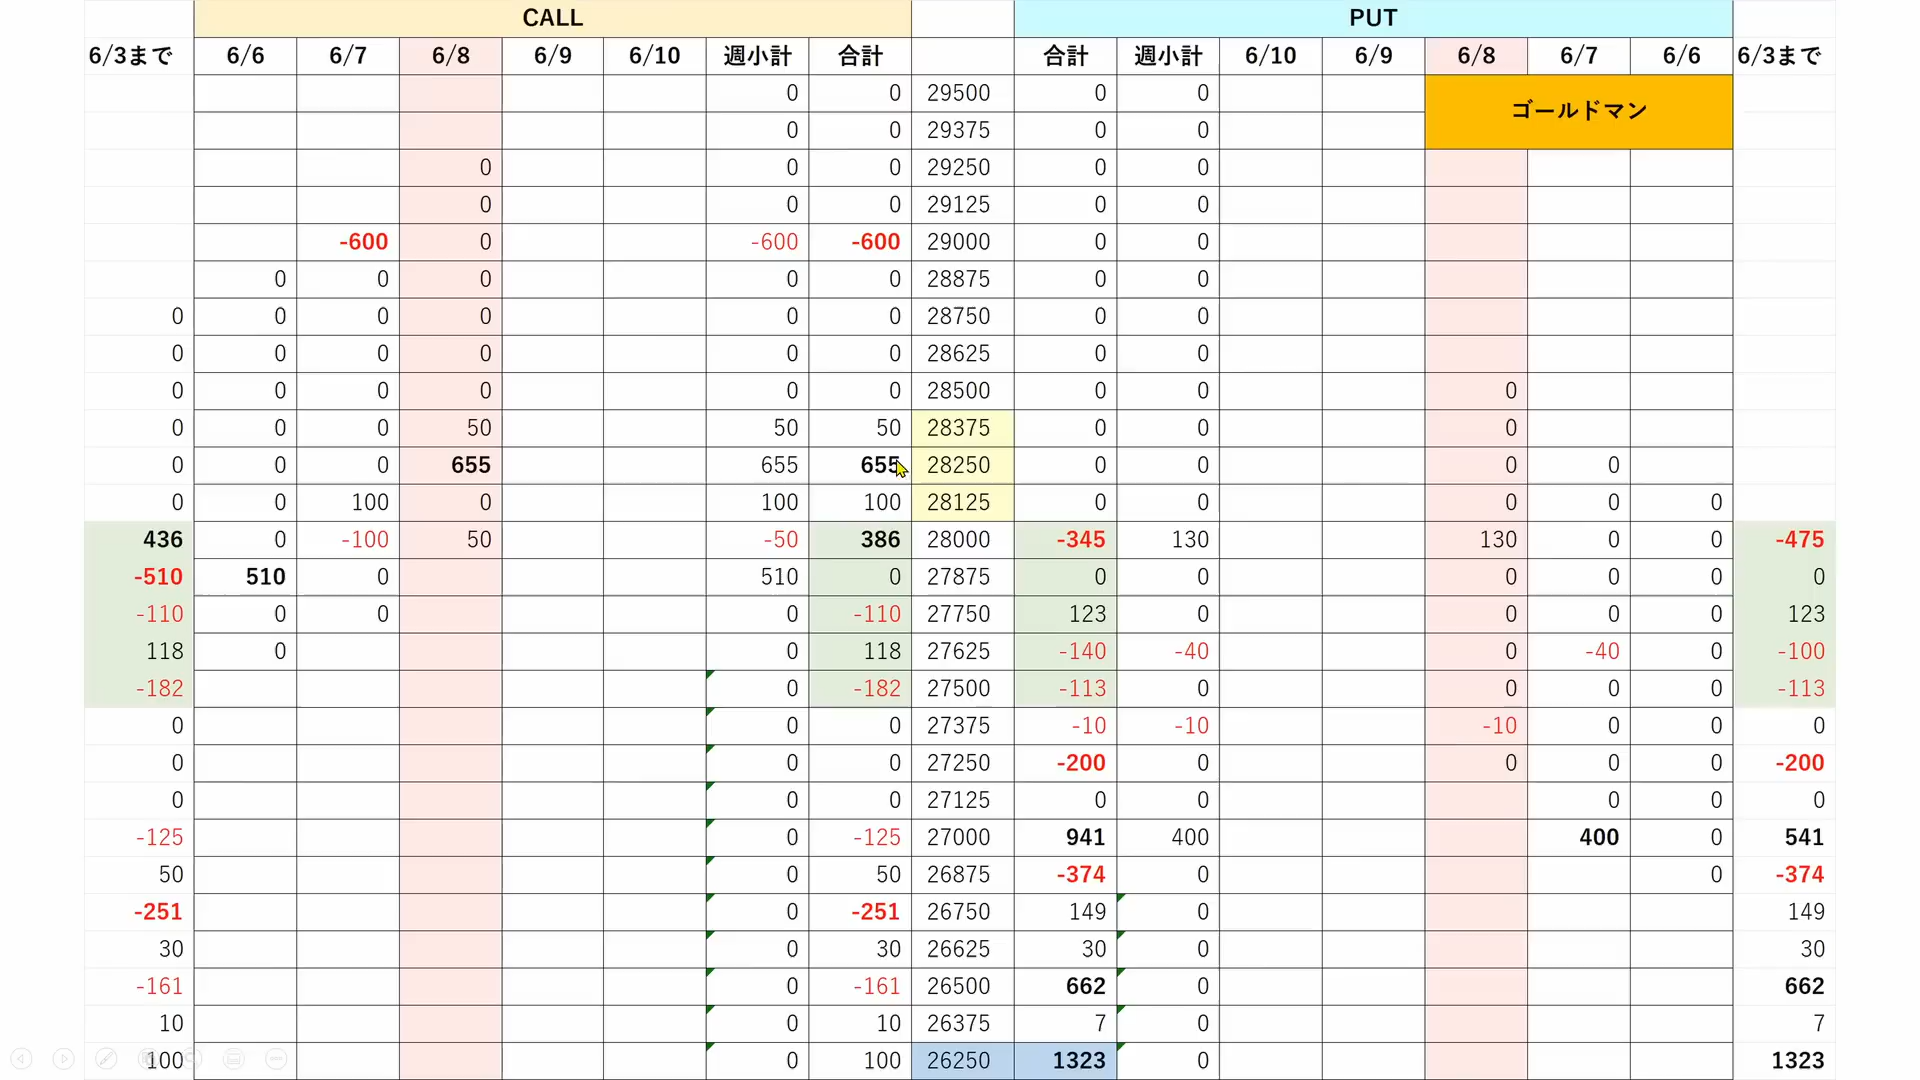 CALL PUT
6/3まで 6/6 6/7 6/8 6/9 6/10 週小計 合計 合計 週小計 6/10 6/9 6/8 6/7 6/6 6/3まで
0 0 29500 0 0
ゴールドマン
0 0 29375 0 0
0 0 0 29250 0 0
0 0 0 29125 0 0
-600 0 -600 -600 29000 0 0
0 0 0 0 0 28875 0 0
0 0 0 0 0 0 28750 0 0
0 0 0 0 0 0 28625 0 0
0 0 0 0 0 0 28500 0 0 0
0 0 0 50 50 50 28375 0 0 0
0 0 0 655 655 655 28250 0 0 0 0
0 0 100 0 100 100 28125 0 0 0 0 0
436 0 -100 50 -50 386 28000 -345 130 130 0 0 -475
-510 510 0 510 0 27875 0 0 0 0 0 0
-110 0 0 0 -110 27750 123 0 0 0 0 123
118 0 0 118 27625 -140 -40 0 -40 0 -100
-182 0 -182 27500 -113 0 0 0 0 -113
0 0 0 27375 -10 -10 -10 0 0 0
0 0 0 27250 -200 0 0 0 0 -200
0 0 0 27125 0 0 0 0 0
-125 0 -125 27000 941 400 400 0 541
50 0 50 26875 -374 0 0 -374
-251 0 -251 26750 149 0 149
30 0 30 26625 30 0 30
-161 0 -161 26500 662 0 662
10 0 10 26375 7 0 7
100 0 100 26250 1323 0 1323